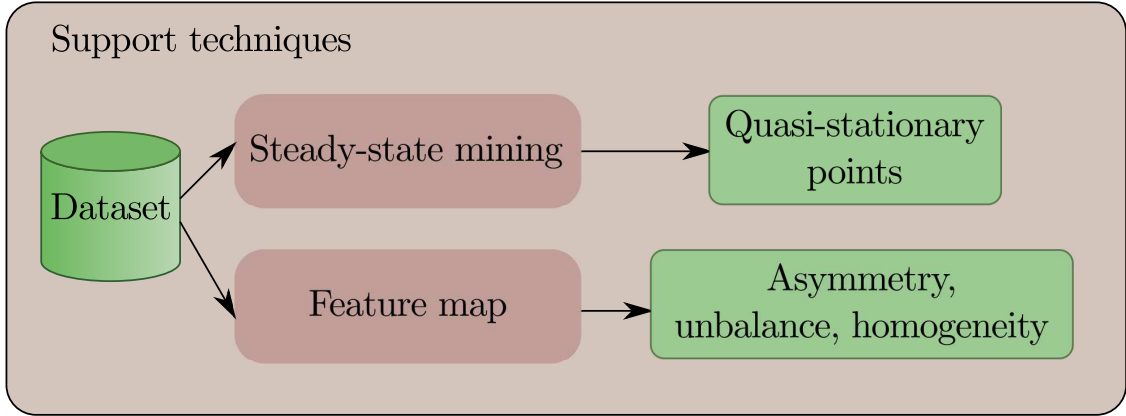 Support techniques
Dataset
Steady-state mining
Quasi-stationary
points
Feature map
Asymmetry,
unbalance, homogeneity